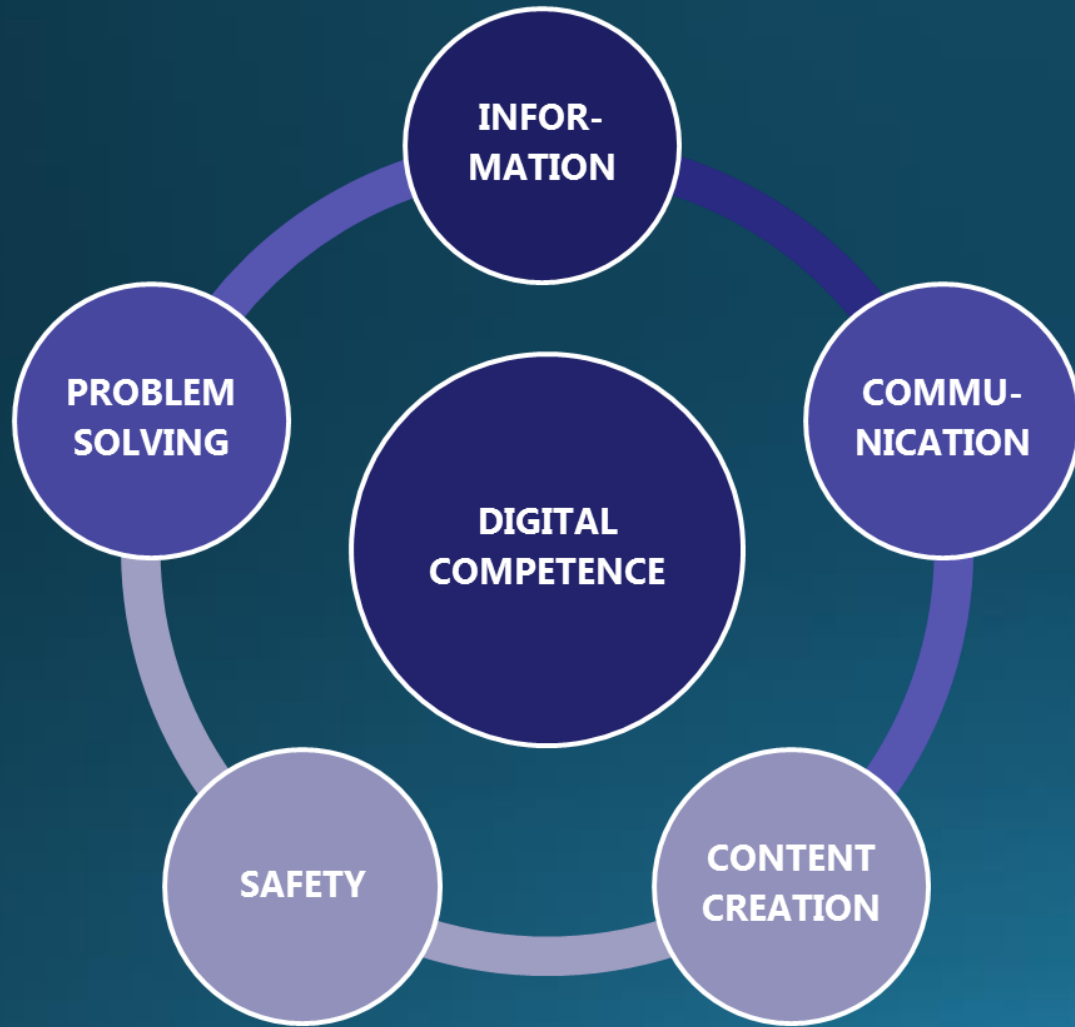 INFOR-
MATION
COMMU-
NICATION
CONTENT
CREATION
SAFETY
PROBLEM
SOLVING
DIGITAL
COMPETENCE